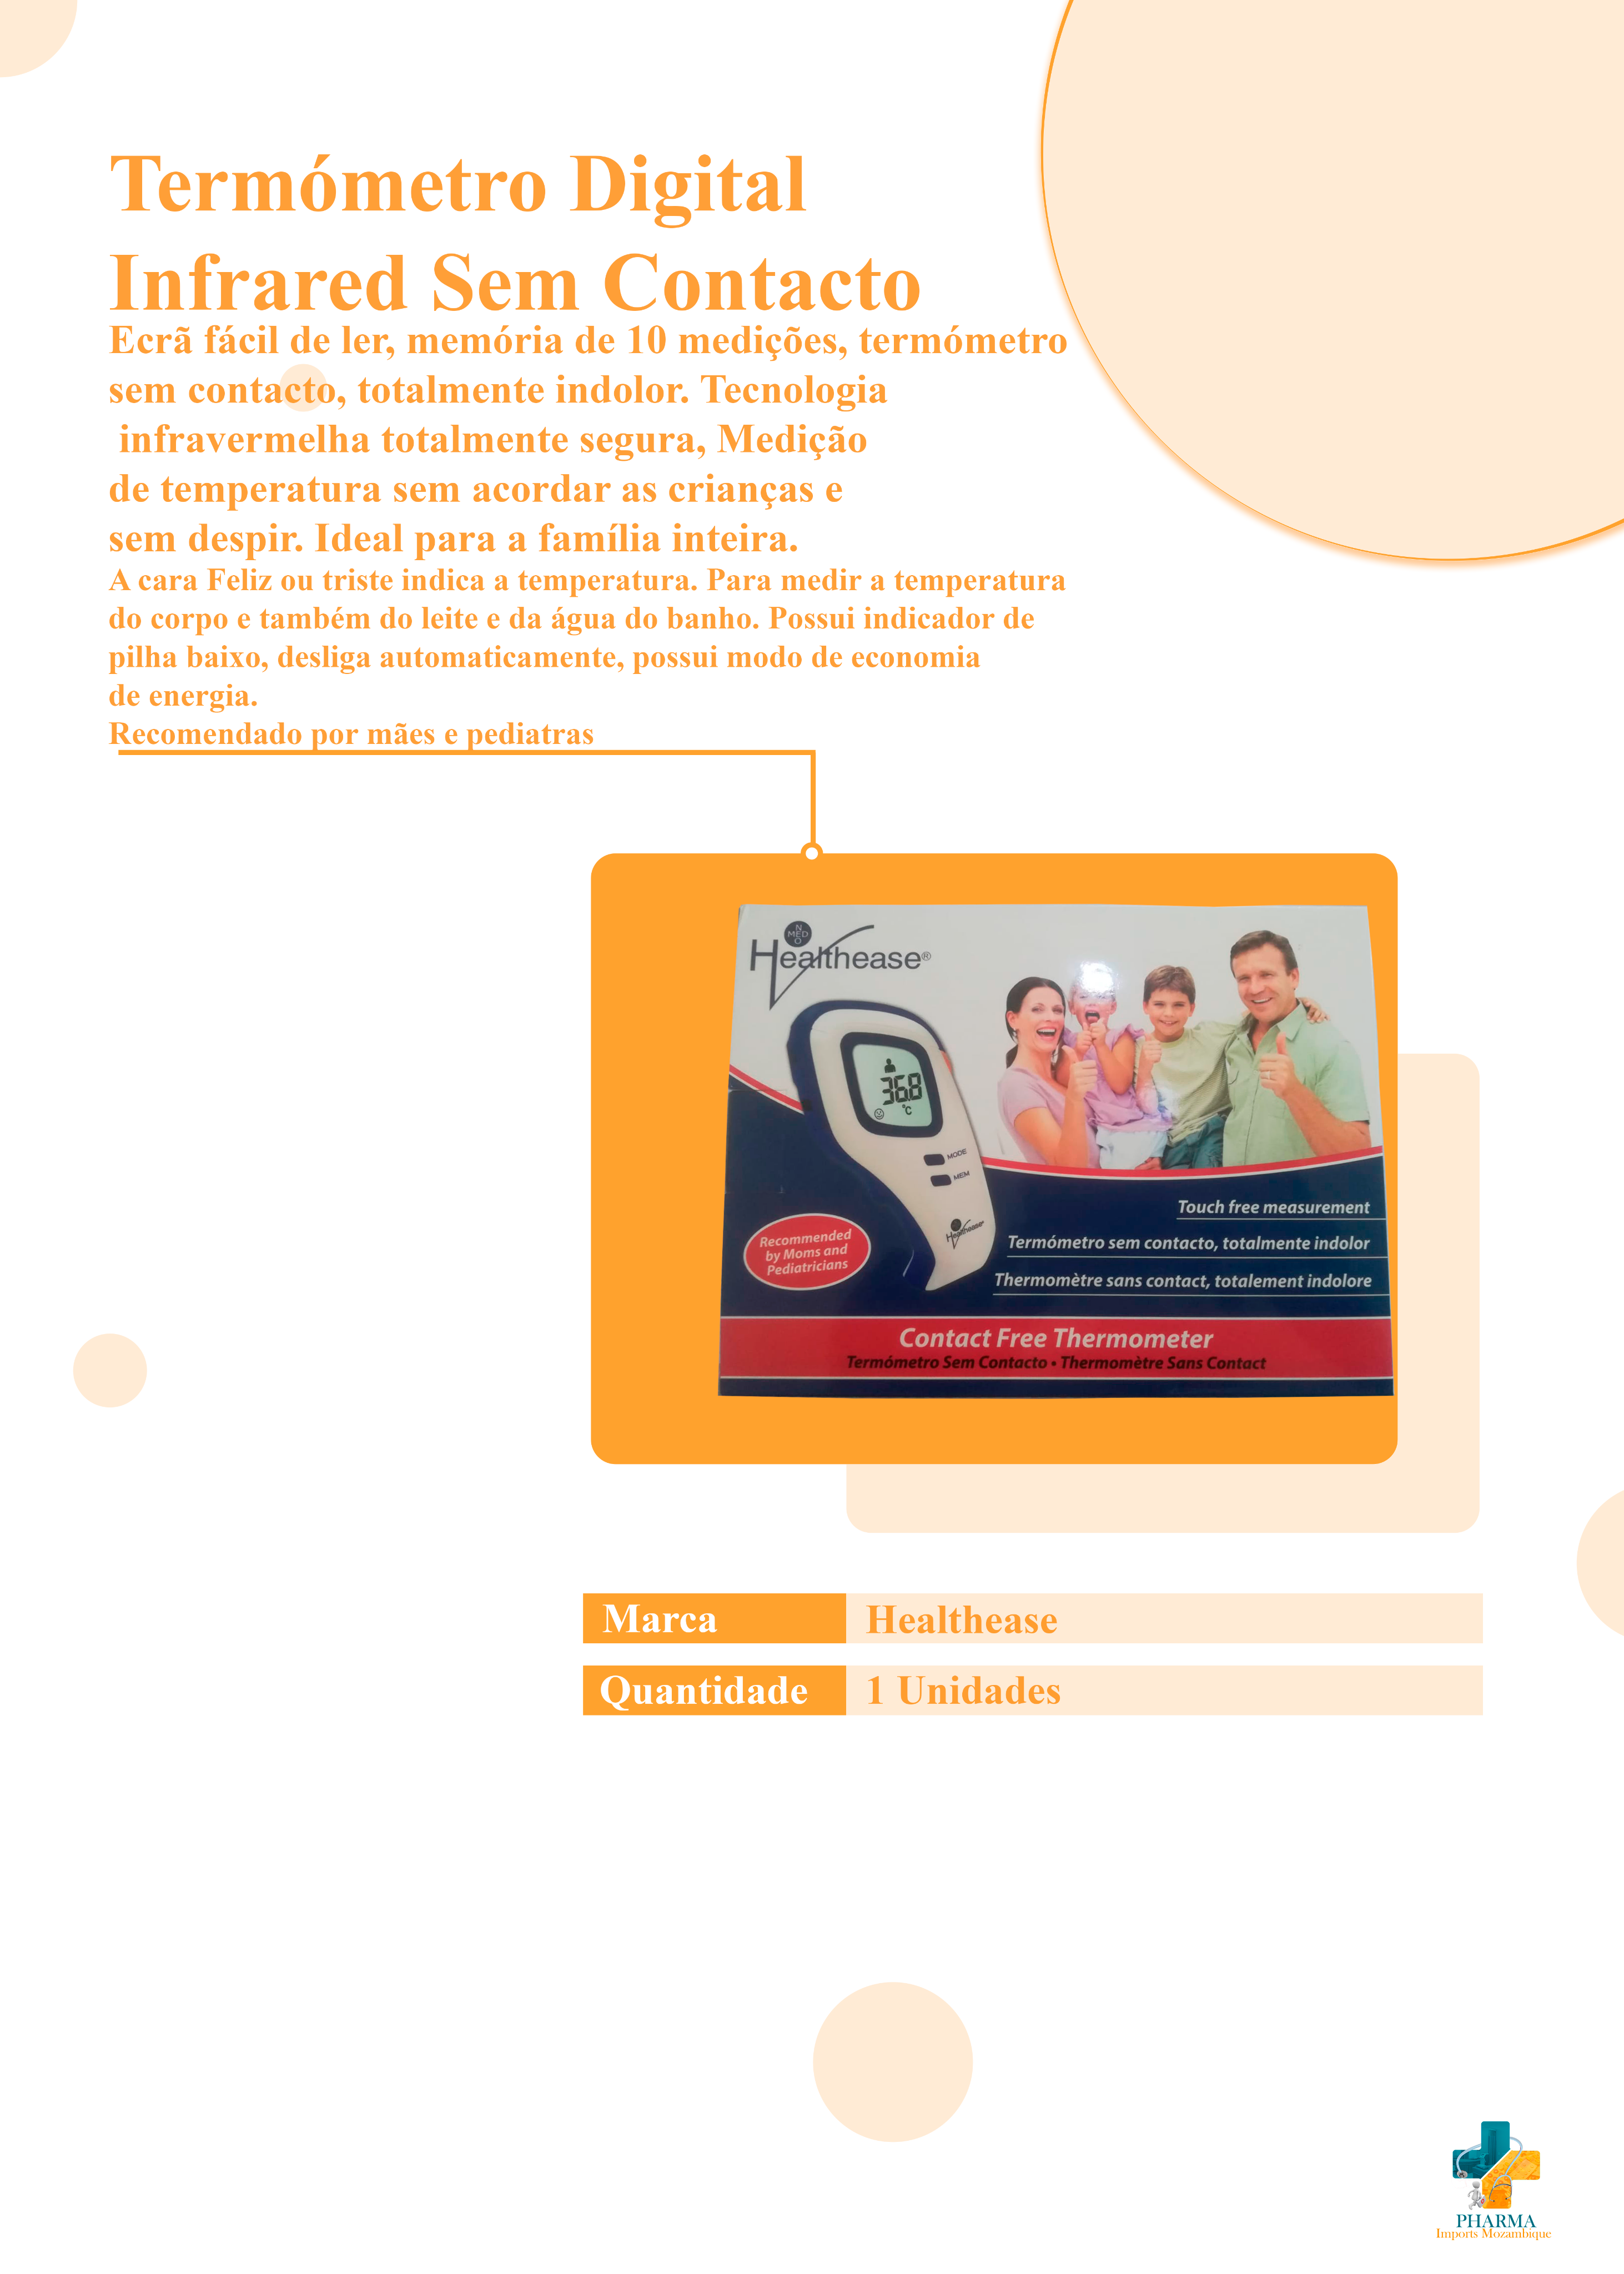 Termómetro Digital
Infrared Sem Contacto
Ecrã fácil de ler, memória de 10 medições, termómetro
sem contacto, totalmente indolor. Tecnologia
infravermelha totalmente segura, Medição
de temperatura sem acordar as crianças e
sem despir. Ideal para a família inteira.
A cara Feliz ou triste indica a temperatura. Para medir a temperatura
do corpo e também do leite e da água do banho. Possui indicador de
pilha baixo, desliga automaticamente, possui modo de economia
de energia.
Recomendado por mães e pediatras
N
MED
O
Healthease®
36.8
°C
MODE
MEM
Healthease®
Recommended
by Moms and
Pediatricians
Touch free measurement
Termómetro sem contacto, totalmente indolor
Thermomètre sans contact, totalement indolore
Contact Free Thermometer
Termómetro Sem Contacto • Thermomètre Sans Contact
Marca Healthease
Quantidade 1 Unidades
PHARMA
Imports Mozambique